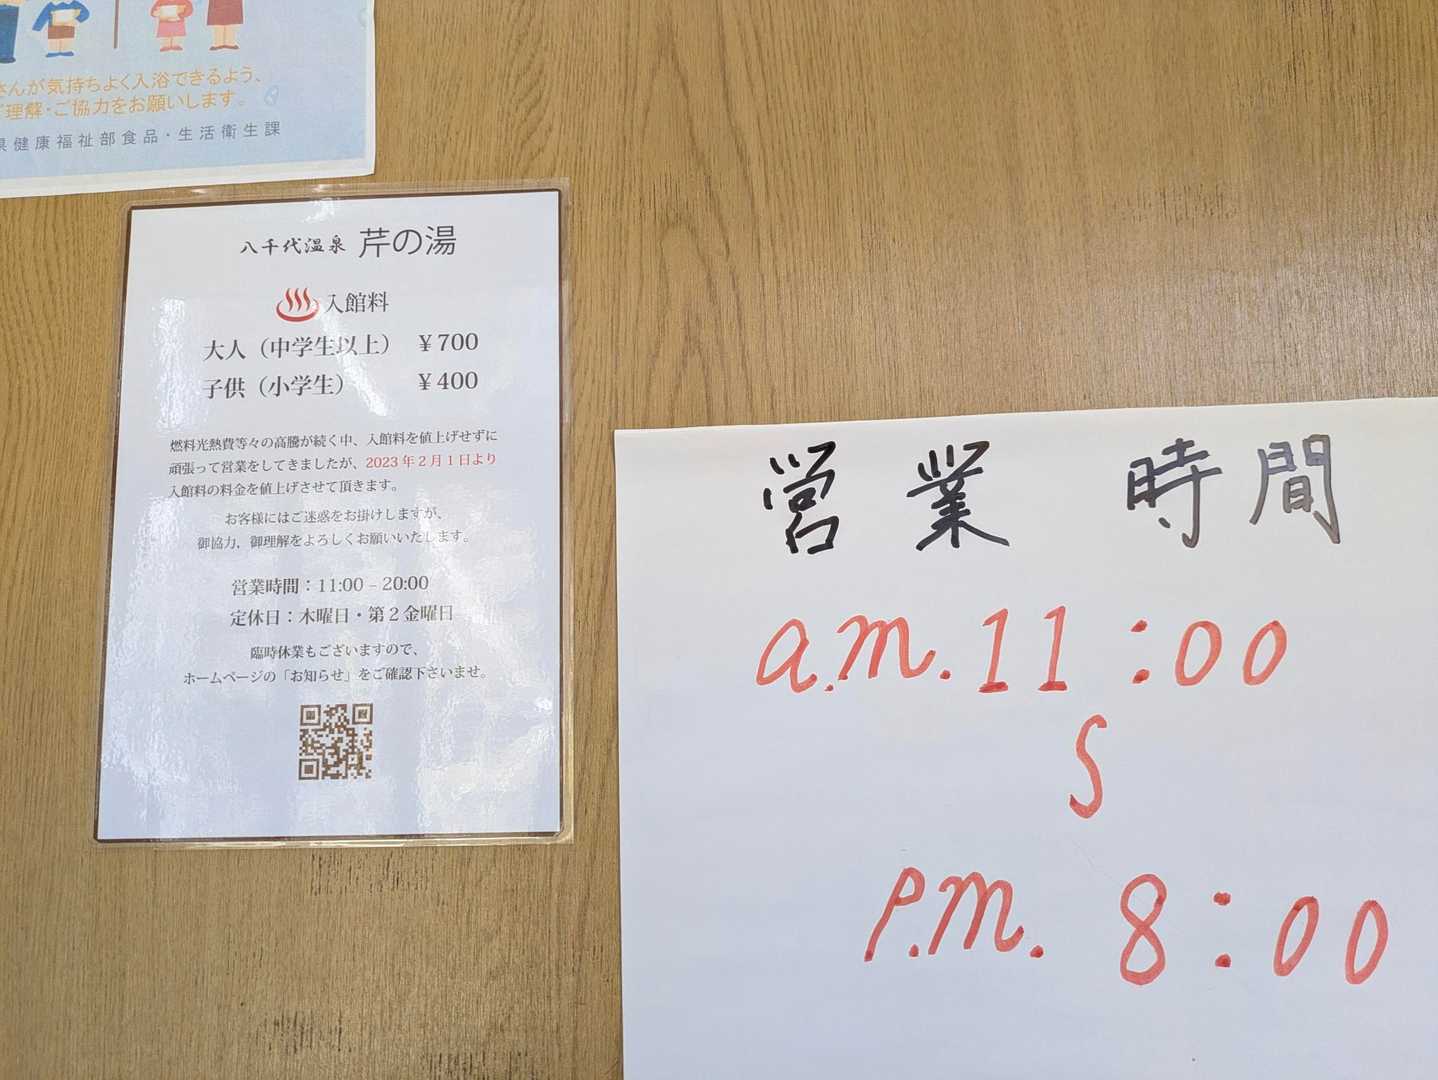 さんが気持ちよく入浴できるよう、
理解・ご協力をお願いします。
県健康福祉部食品・生活衛生課
八千代温泉 芹の湯
入館料
大人（中学生以上） ￥700
子供（小学生） ￥400
燃料光熱費等々の高騰が続く中、入館料を値上げせずに
頑張って営業をしてきましたが、2023年2月1日より
入館料の料金を値上げさせて頂きます。
お客様にはご迷惑をお掛けしますが、
御協力、御理解をよろしくお願いいたします。
営業時間：11:00 – 20:00
定休日：木曜日・第2金曜日
臨時休業もございますので、
ホームページの「お知らせ」をご確認下さいませ。
営業 時間
a.m.11:00
S
P.M. 8:00